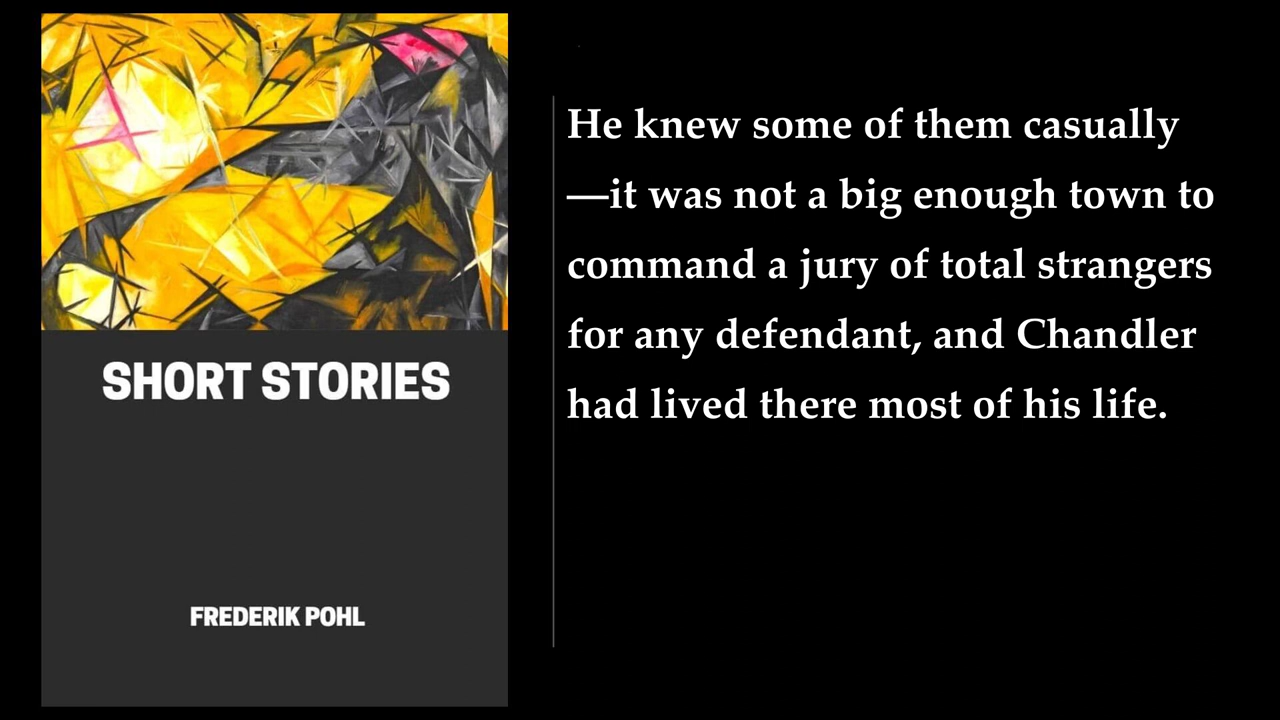 SHORT STORIES
FREDERIK POHL
He knew some of them casually
—it was not a big enough town to
command a jury of total strangers
for any defendant, and Chandler
had lived there most of his life.